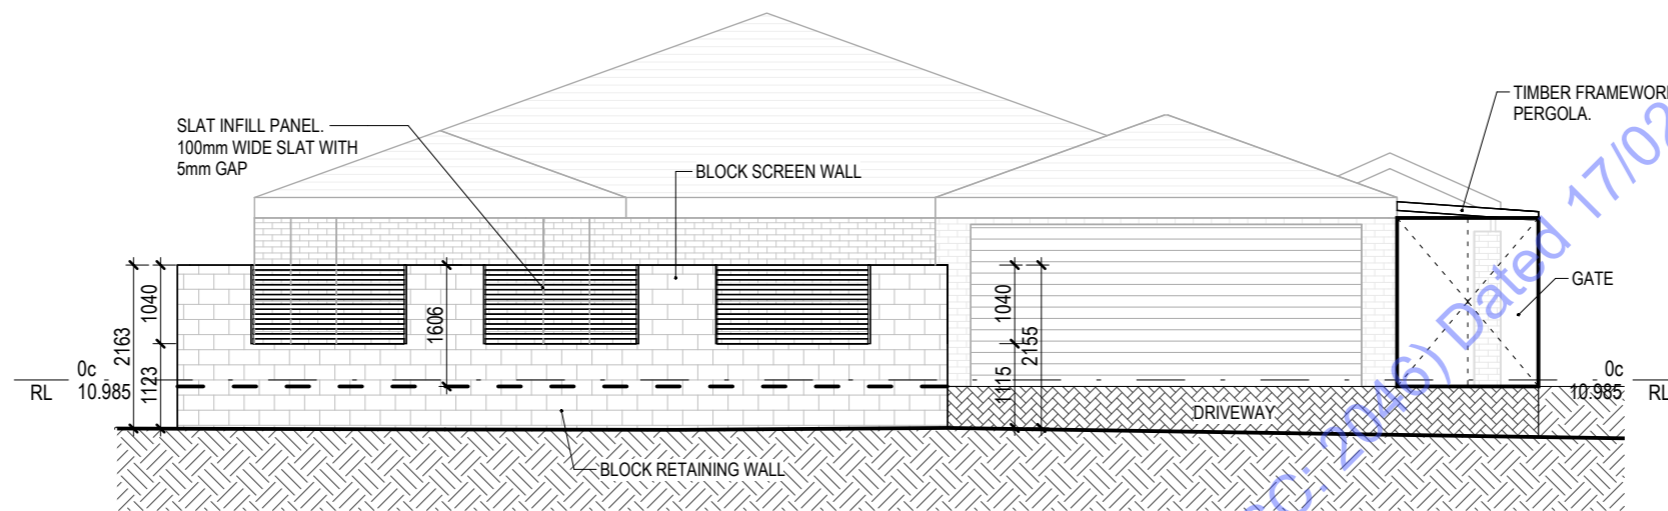 SLAT INFILL PANEL.
100mm WIDE SLAT WITH
5mm GAP
BLOCK SCREEN WALL
TIMBER FRAMEWORK
PERGOLA.
GATE
1040
2163
1123
1606
1040
2155
1115
0c
RL 10.985
0c
10.985 RL
DRIVEWAY
BLOCK RETAINING WALL
C: 2046) Dated 17/02